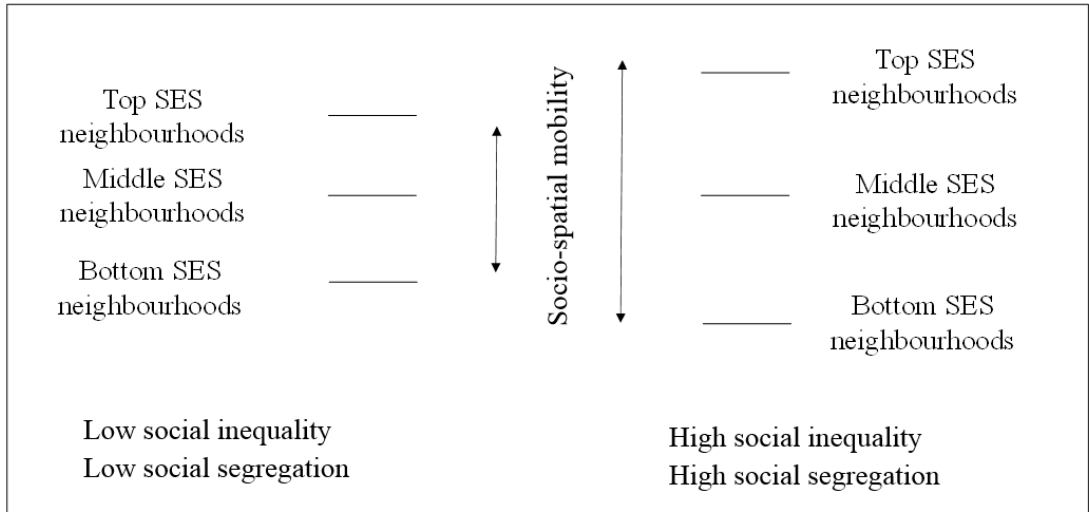 Top SES
neighbourhoods
Middle SES
neighbourhoods
Bottom SES
neighbourhoods
Low social inequality
Low social segregation
Socio-spatial mobility
Top SES
neighbourhoods
Middle SES
neighbourhoods
Bottom SES
neighbourhoods
High social inequality
High social segregation